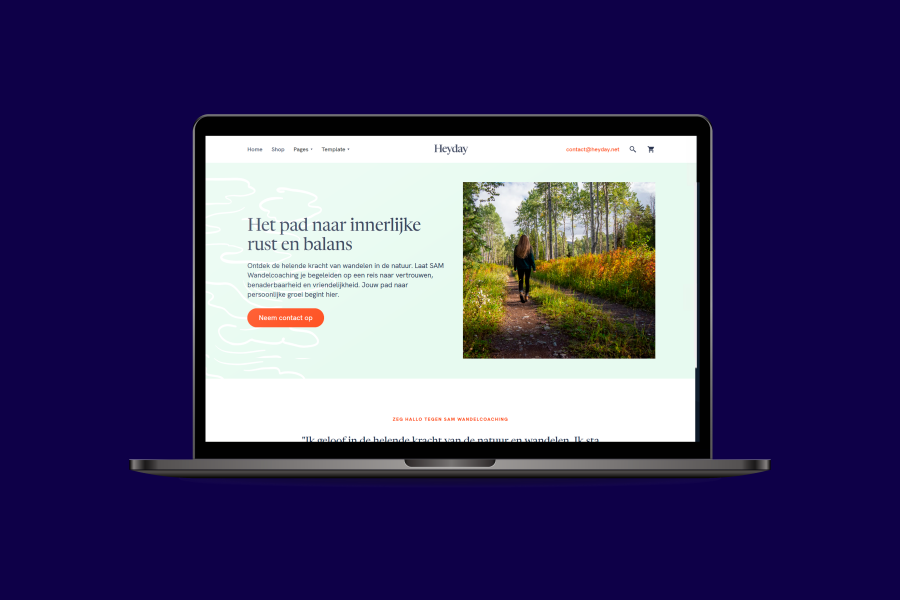 Home Shop Pages Template Heyday contact@heyday.net
Het pad naar innerlijke
rust en balans
Ontdek de helende kracht van wandelen in de natuur. Laat SAM
Wandelcoaching je begeleiden op een reis naar vertrouwen,
benaderbaarheid en vriendelijkheid. Jouw pad naar
persoonlijke groei begint hier.
Neem contact op
ZEG HALLO TEGEN SAM WANDELCOACHING
"Ik geloof in de helende kracht van de natuur en wandelen. Ik sta